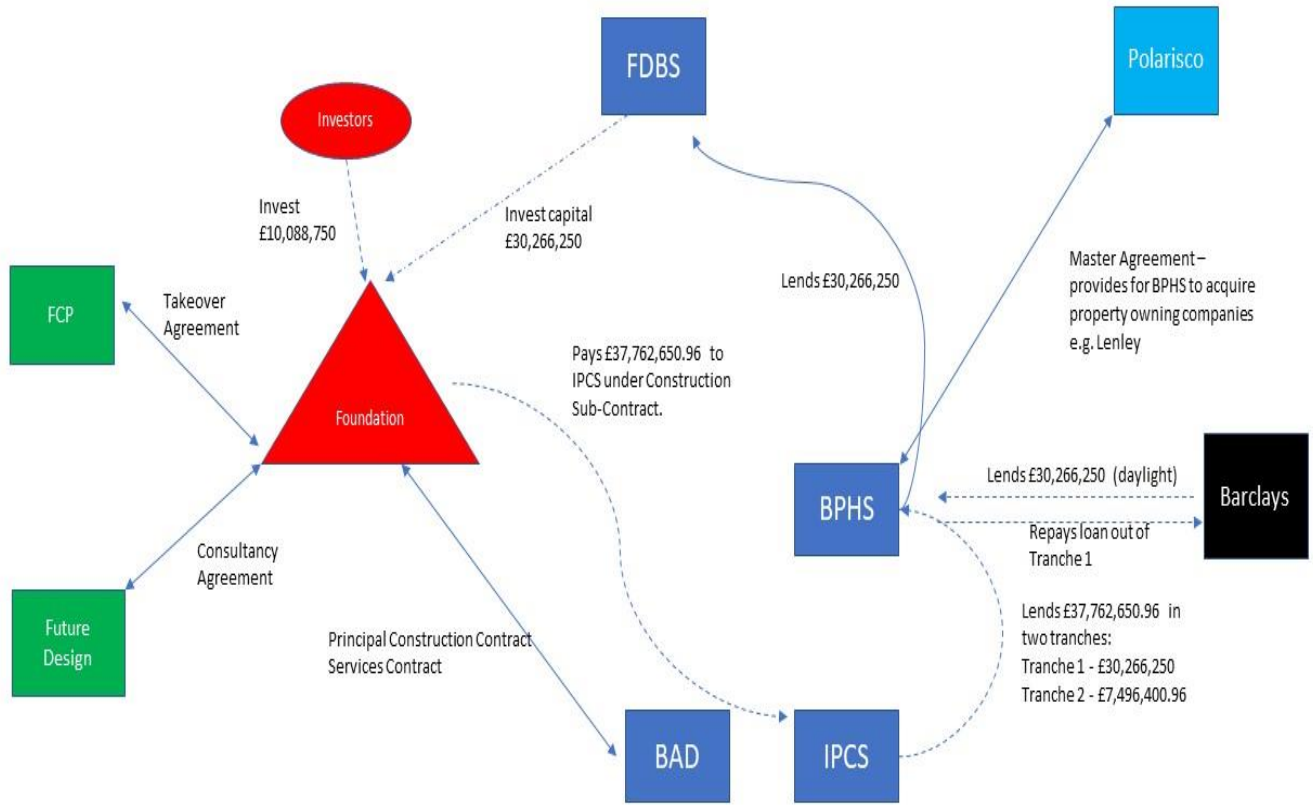 FDBS
Polarisco
Investors
Invest
£10,088,750
Invest capital
£30,266,250
Lends £30,266,250
Master Agreement –
provides for BPHS to acquire
property owning companies
e.g. Lenley
FCP
Takeover
Agreement
Pays £37,762,650.96 to
IPCS under Construction
Sub-Contract.
Foundation
Lends £30,266,250 (daylight)
BPHS
Barclays
Repays loan out of
Tranche 1
Consultancy
Agreement
Future
Design
Lends £37,762,650.96 in
two tranches:
Tranche 1 - £30,266,250
Tranche 2 - £7,496,400.96
Principal Construction Contract
Services Contract
BAD
IPCS